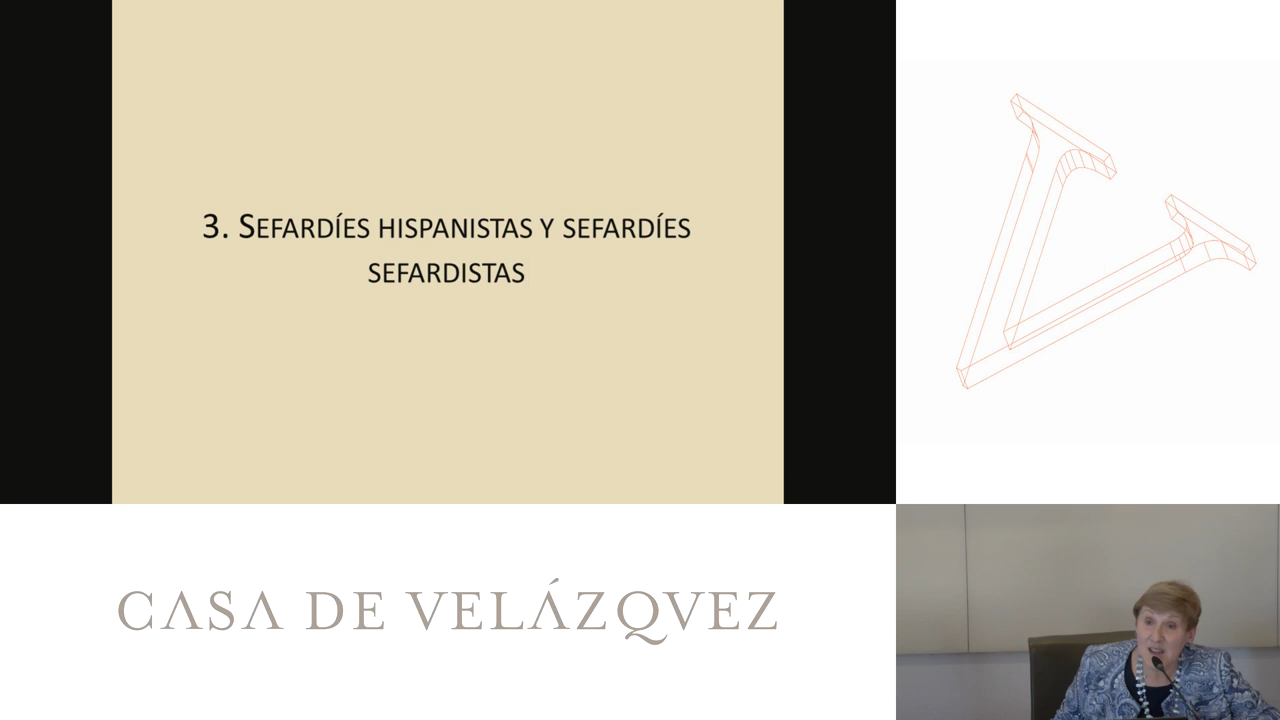 3. SEFARDÍES HISPANISTAS Y SEFARDÍES
SEFARDISTAS
CASA DE VELÁZQVEZ